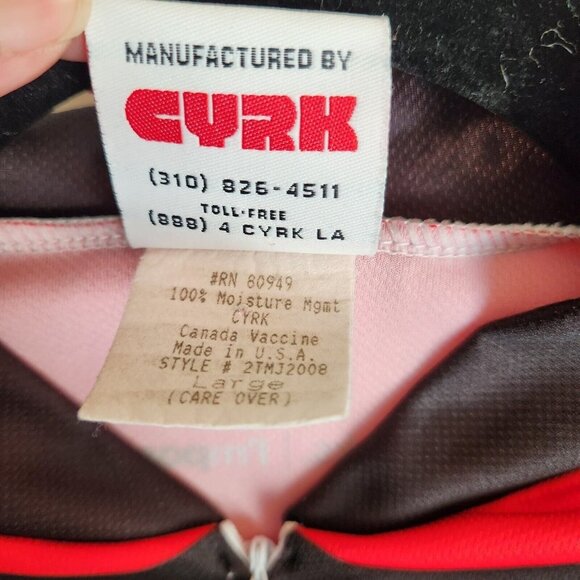 MANUFACTURED BY
CYRK
(310) 826-4511
TOLL-FREE
(888) 4 CYRK LA
#RN 80949
100% Moisture Mgmt
CYRK
Canada Vaccine
Made in U.S.A.
STYLE # 2TMJ2008
Large
(CARE OVER)